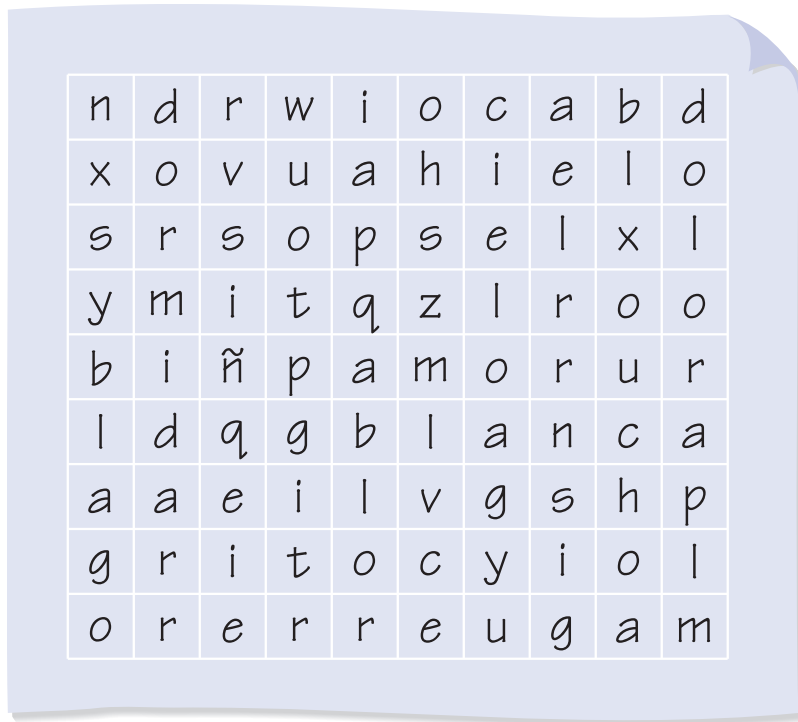 n d r w i o c a b d
x o v u a h i e l o
s r s o p s e l x l
y m i t q z l r o o
b i ñ p a m o r u r
l d q g b l a n c a
a a e i l v g s h p
g r i t o c y i o l
o r e r r e u g a m